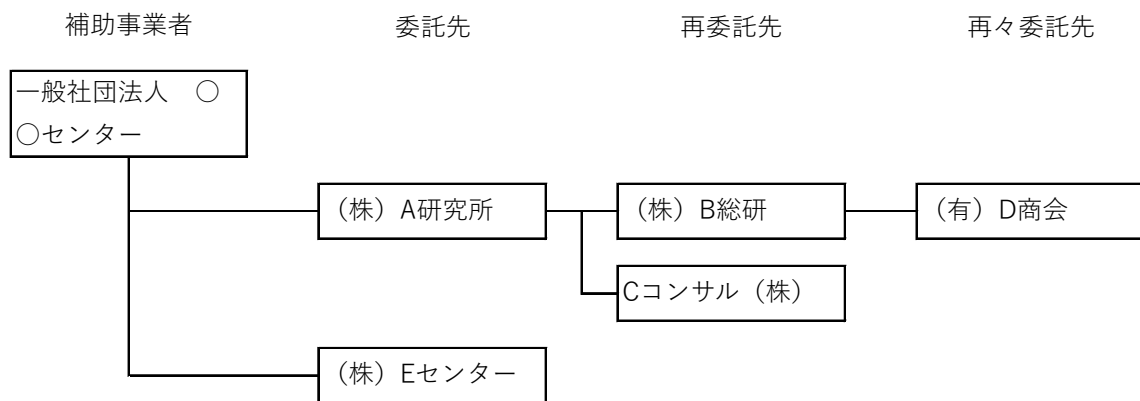 補助事業者　委託先　再委託先　再々委託先
一般社団法人　○
○センター
（株）A研究所　（株）B総研　（有）D商会
Cコンサル（株）
（株）Eセンター